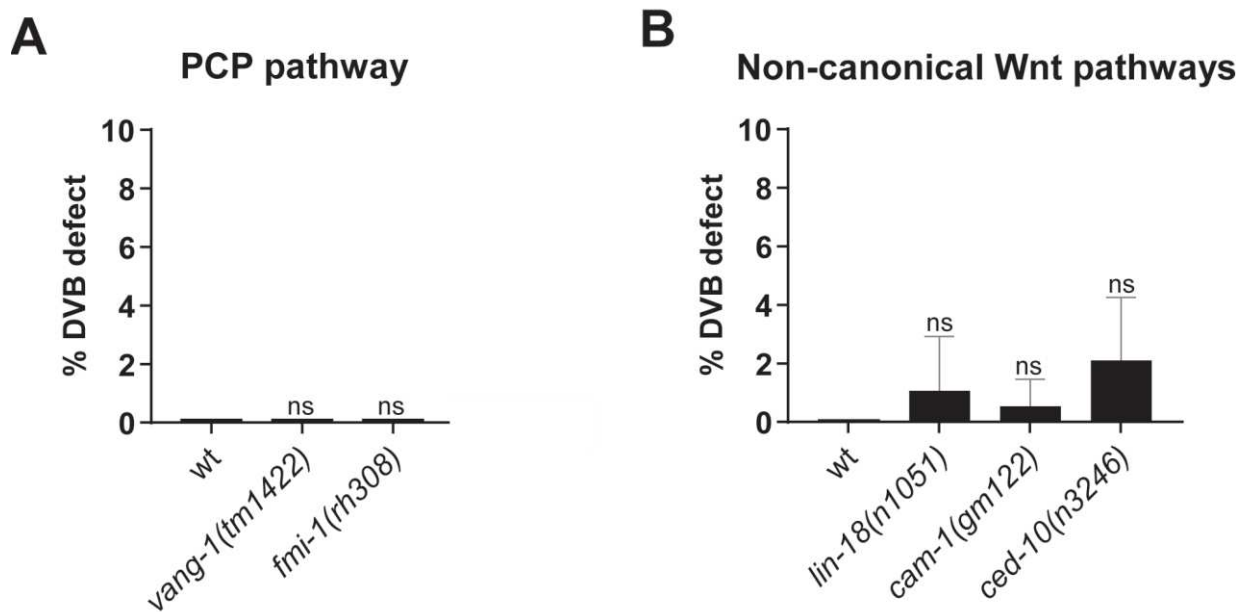 A
PCP pathway
% DVB defect
10
8
6
4
2
0
ns
ns
wt
vang-1(tm1422)
fmi-1(rh308)
B
Non-canonical Wnt pathways
% DVB defect
10
8
6
4
2
0
ns
ns
ns
wt
lin-18(n1051)
cam-1(gm122)
ced-10(n3246)